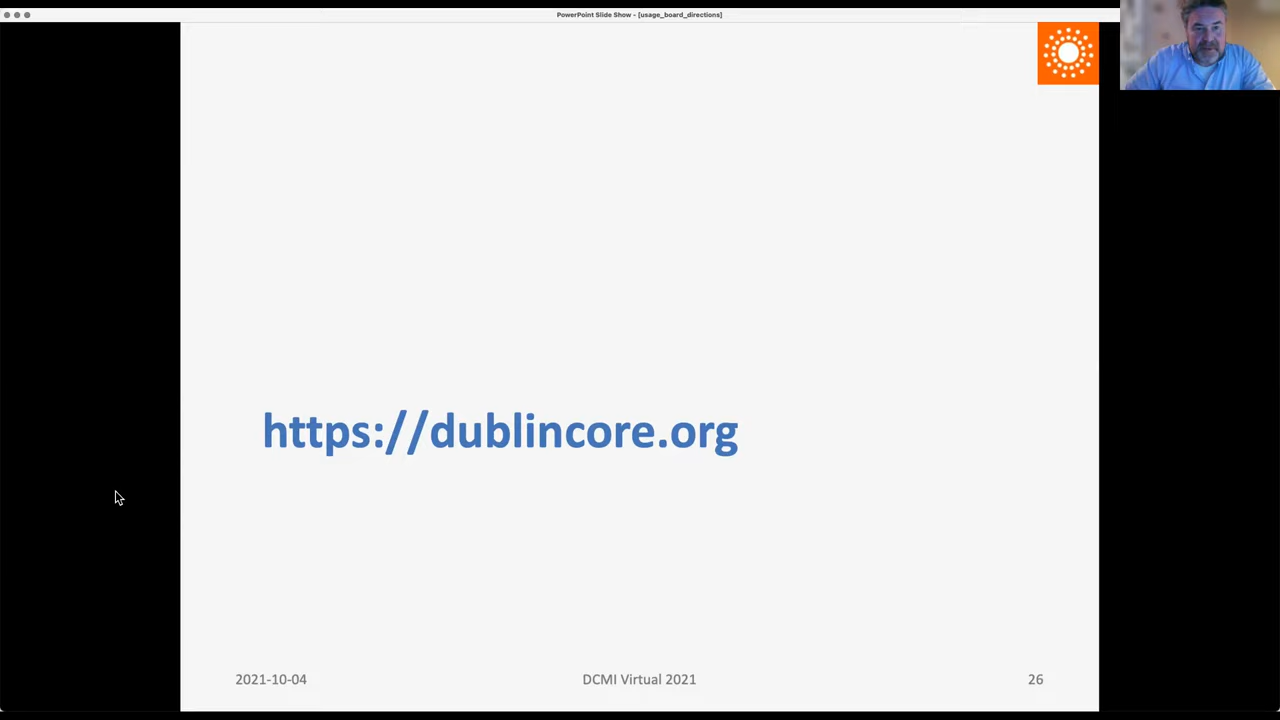 PowerPoint Slide Show - [usage_board_directions]
https://dublincore.org
2021-10-04
DCMI Virtual 2021
26